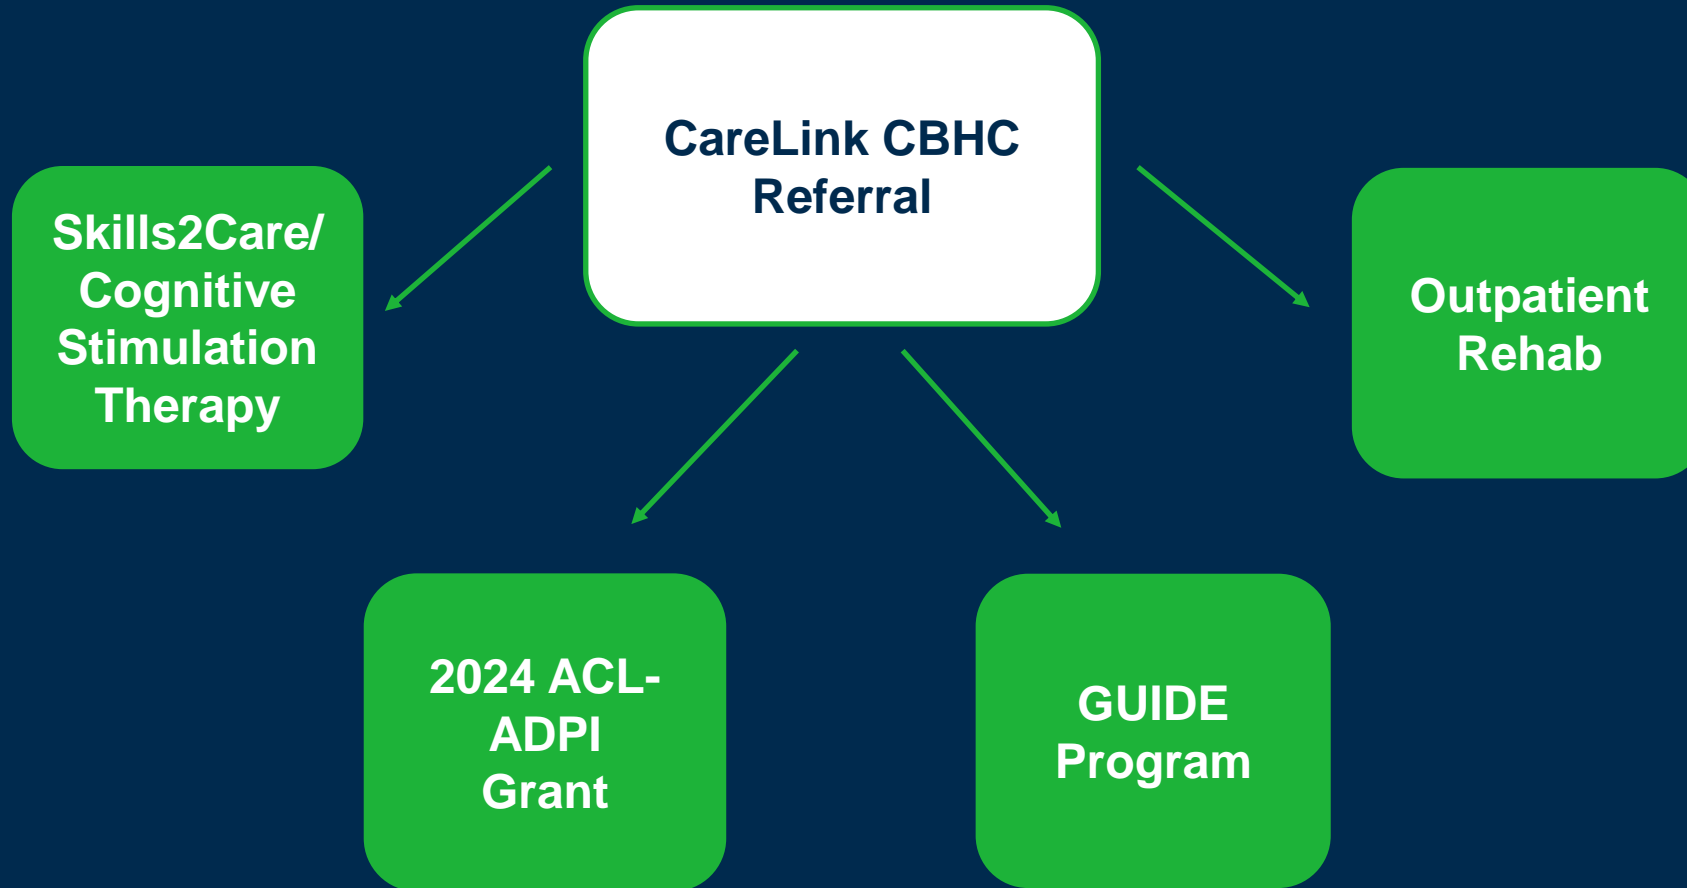 CareLink CBHC
Referral
Skills2Care/
Cognitive
Stimulation
Therapy
Outpatient
Rehab
2024 ACL-
ADPI
Grant
GUIDE
Program